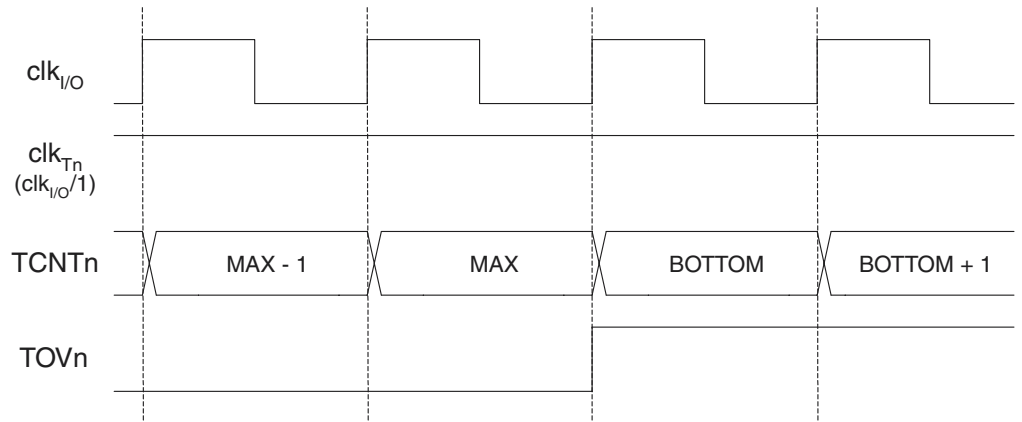 clkI/O
clkTn
(clkI/O/1)
TCNTn MAX - 1 MAX BOTTOM BOTTOM + 1
TOVn